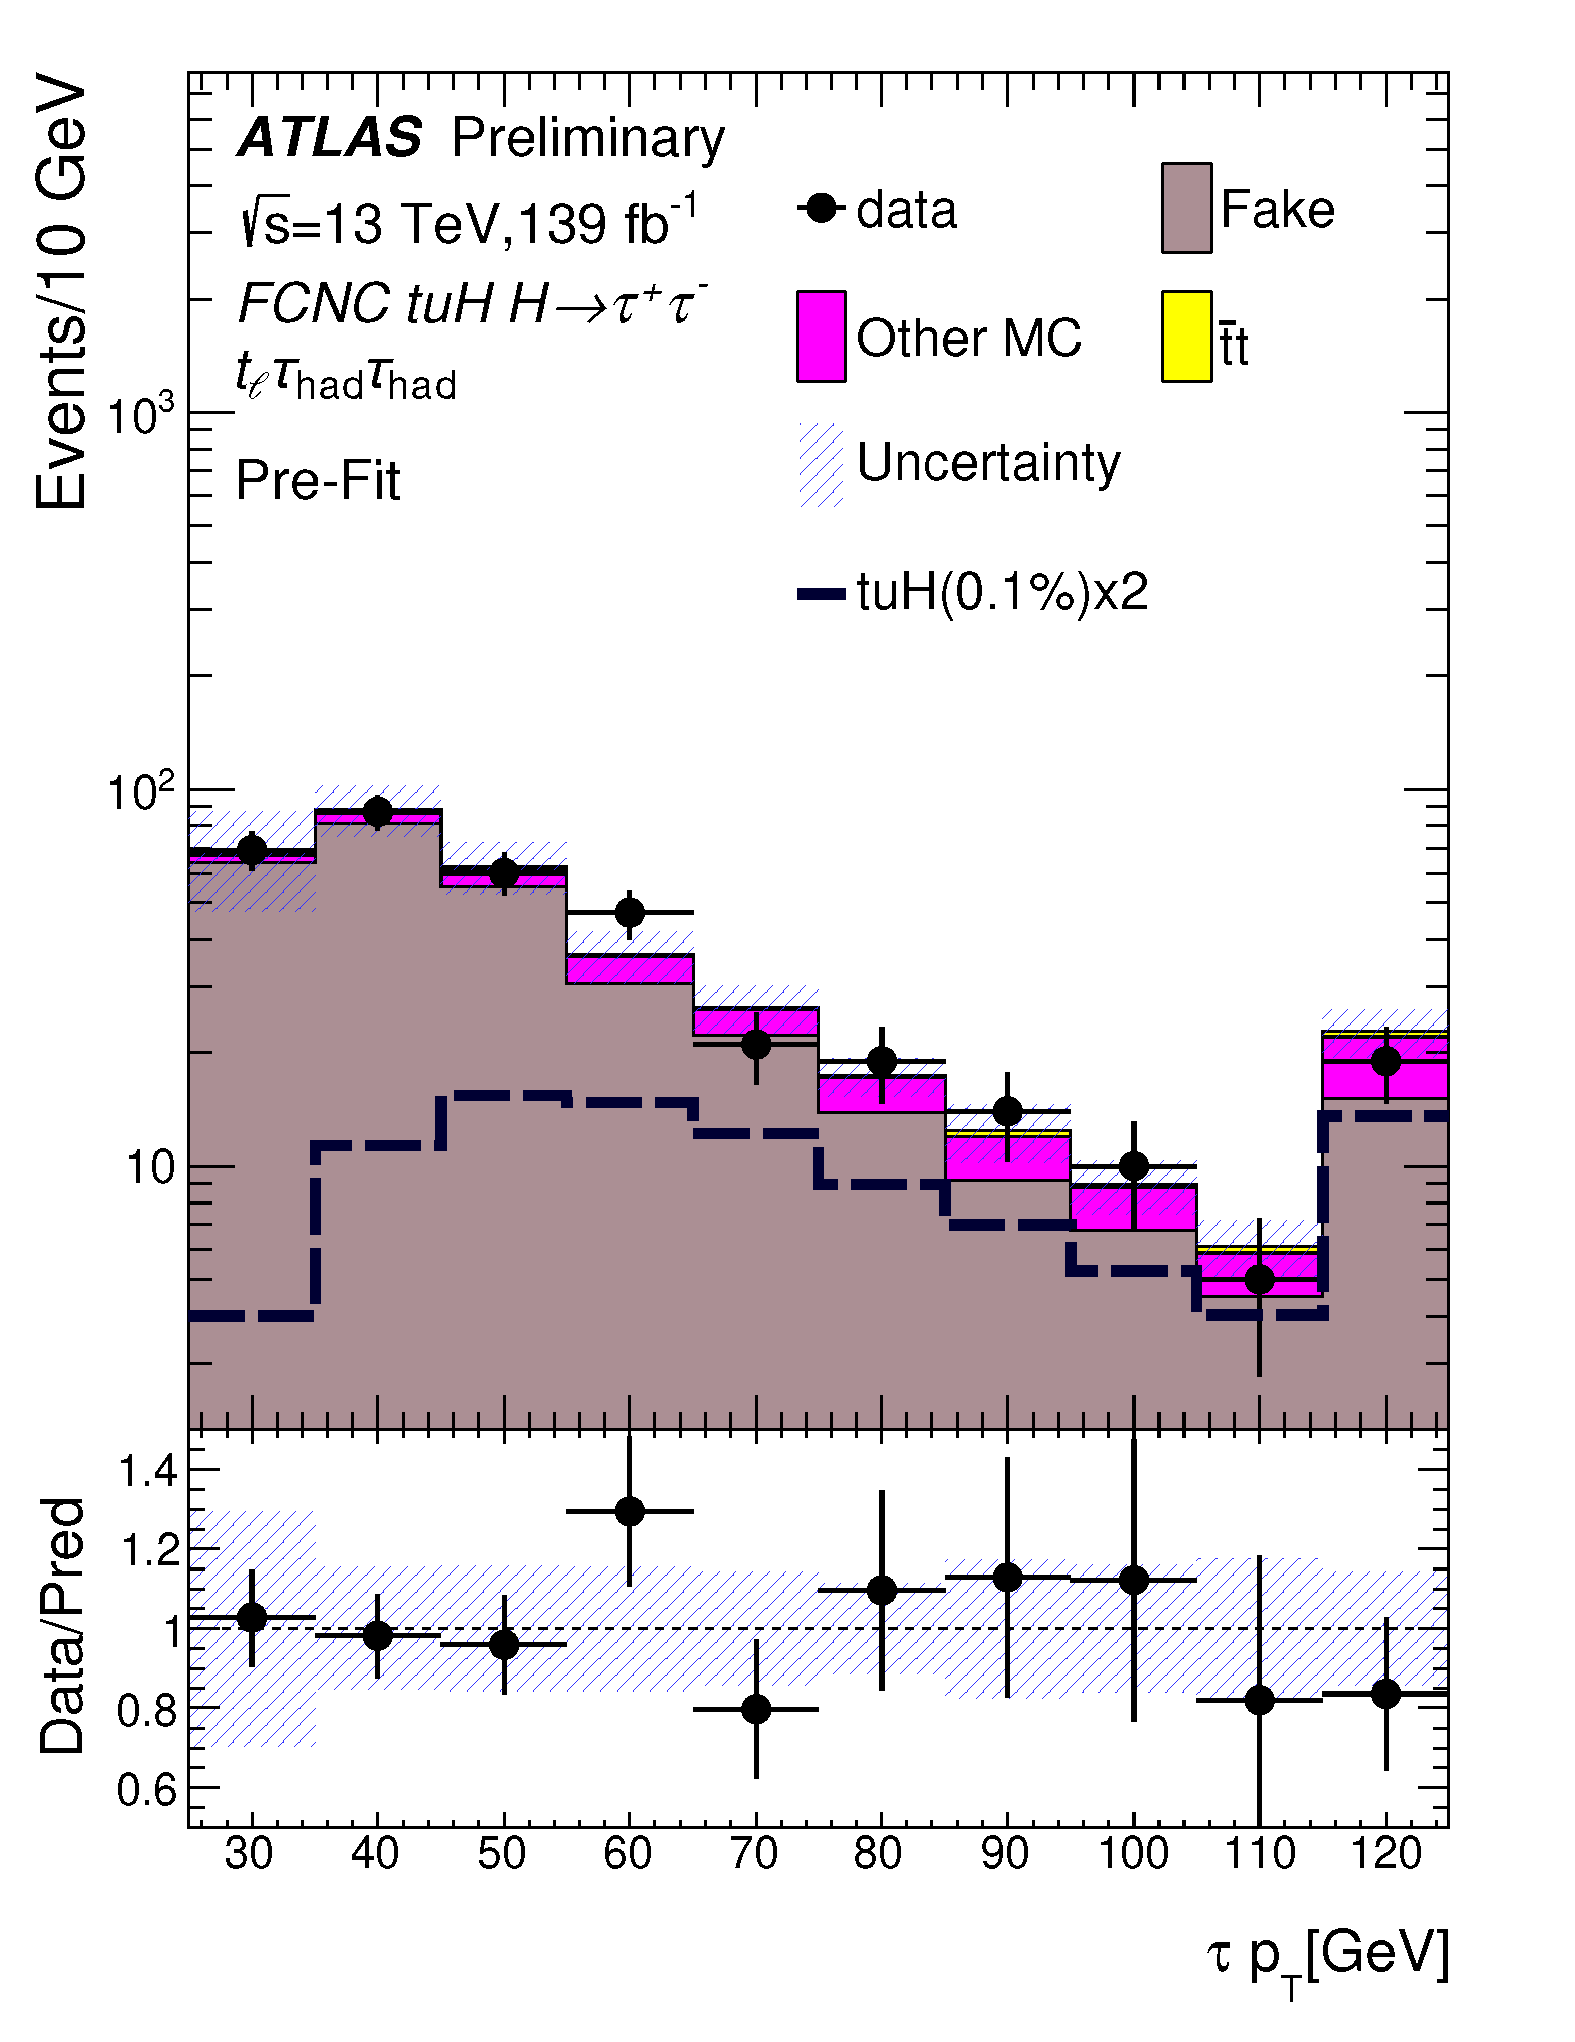 Events/10 GeV
ATLAS Preliminary
√s=13 TeV,139 fb⁻¹
FCNC tuH H→τ⁺τ⁻
tℓτhadτhad
Pre-Fit
data
Fake
Other MC
t̄t
Uncertainty
tuH(0.1%)x2
10³
10²
10
Data/Pred
1.4
1.2
1
0.8
0.6
30 40 50 60 70 80 90 100 110 120
τ pT[GeV]